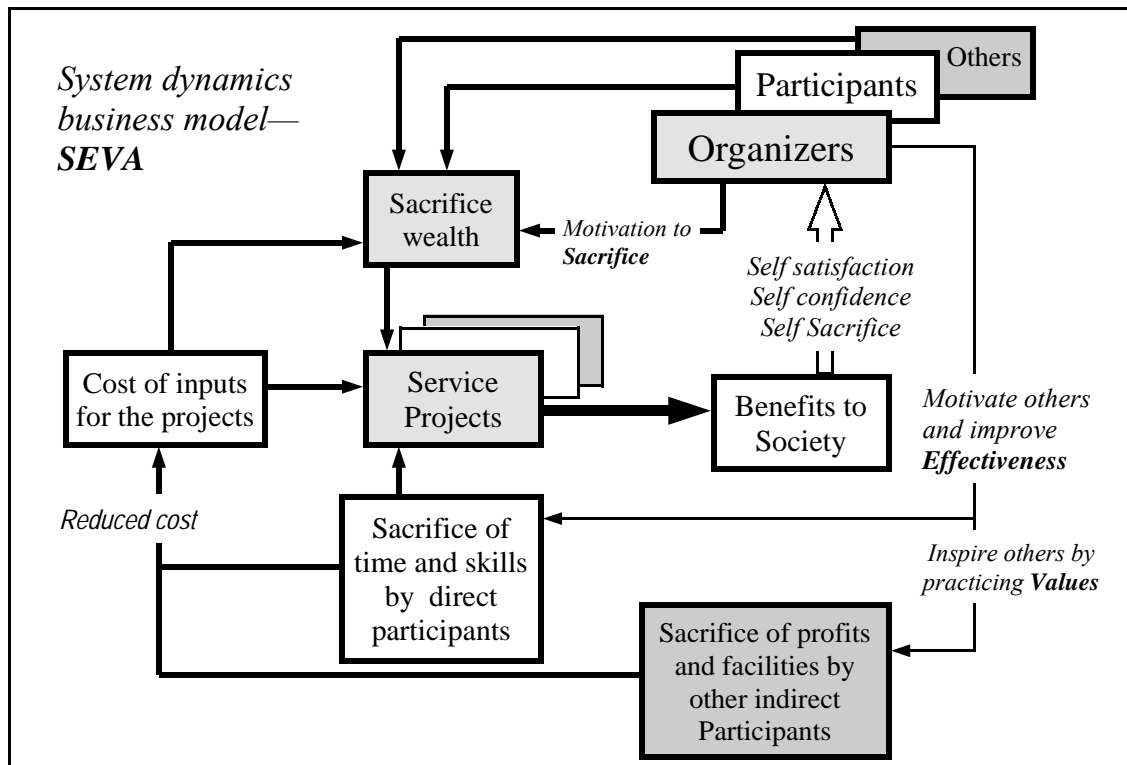 System dynamics
business model—
SEVA
Others
Participants
Organizers
Sacrifice
wealth
Motivation to
Sacrifice
Self satisfaction
Self confidence
Self Sacrifice
Cost of inputs
for the projects
Service
Projects
Benefits to
Society
Motivate others
and improve
Effectiveness
Reduced cost
Sacrifice of
time and skills
by direct
participants
Inspire others by
practicing Values
Sacrifice of profits
and facilities by
other indirect
Participants